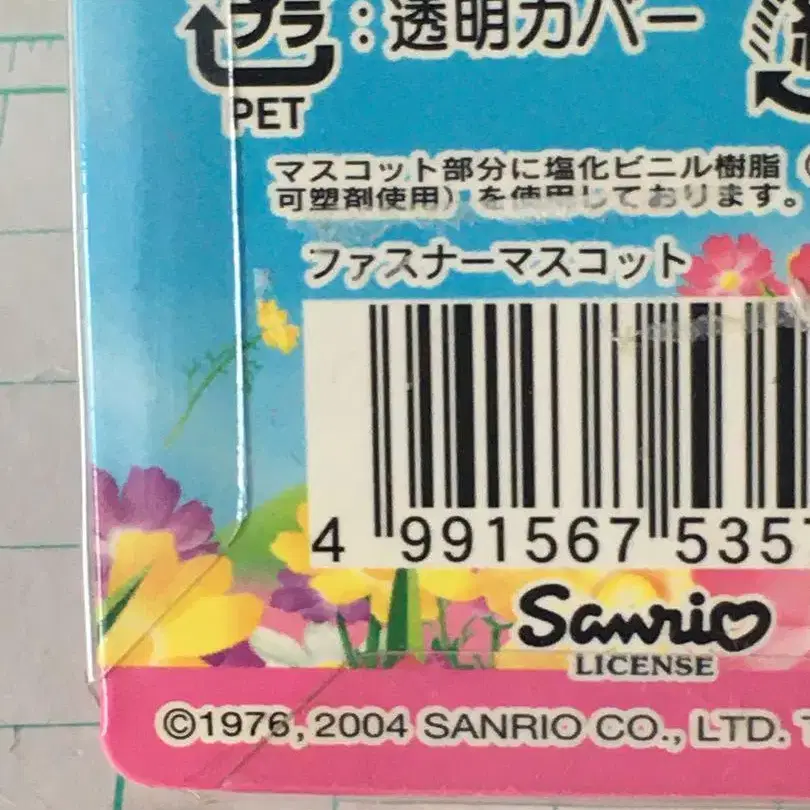 プラ：透明カバー
PET
マスコット部分に塩化ビニル樹脂（
可塑剤使用）を使用しております。
ファスナーマスコット
4 991567 535
Sanrio
LICENSE
©1976, 2004 SANRIO CO., LTD. T